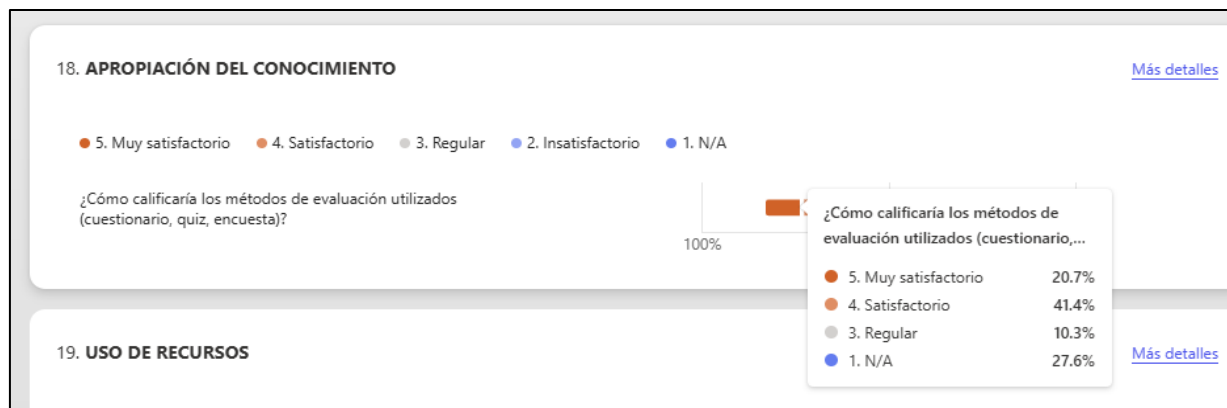 18. APROPIACIÓN DEL CONOCIMIENTO
Más detalles
5. Muy satisfactorio 4. Satisfactorio 3. Regular 2. Insatisfactorio 1. N/A
¿Cómo calificaría los métodos de evaluación utilizados
(cuestionario, quiz, encuesta)?
100%
¿Cómo calificaría los métodos de
evaluación utilizados (cuestionario,...
5. Muy satisfactorio 20.7%
4. Satisfactorio 41.4%
3. Regular 10.3%
1. N/A 27.6%
19. USO DE RECURSOS
Más detalles